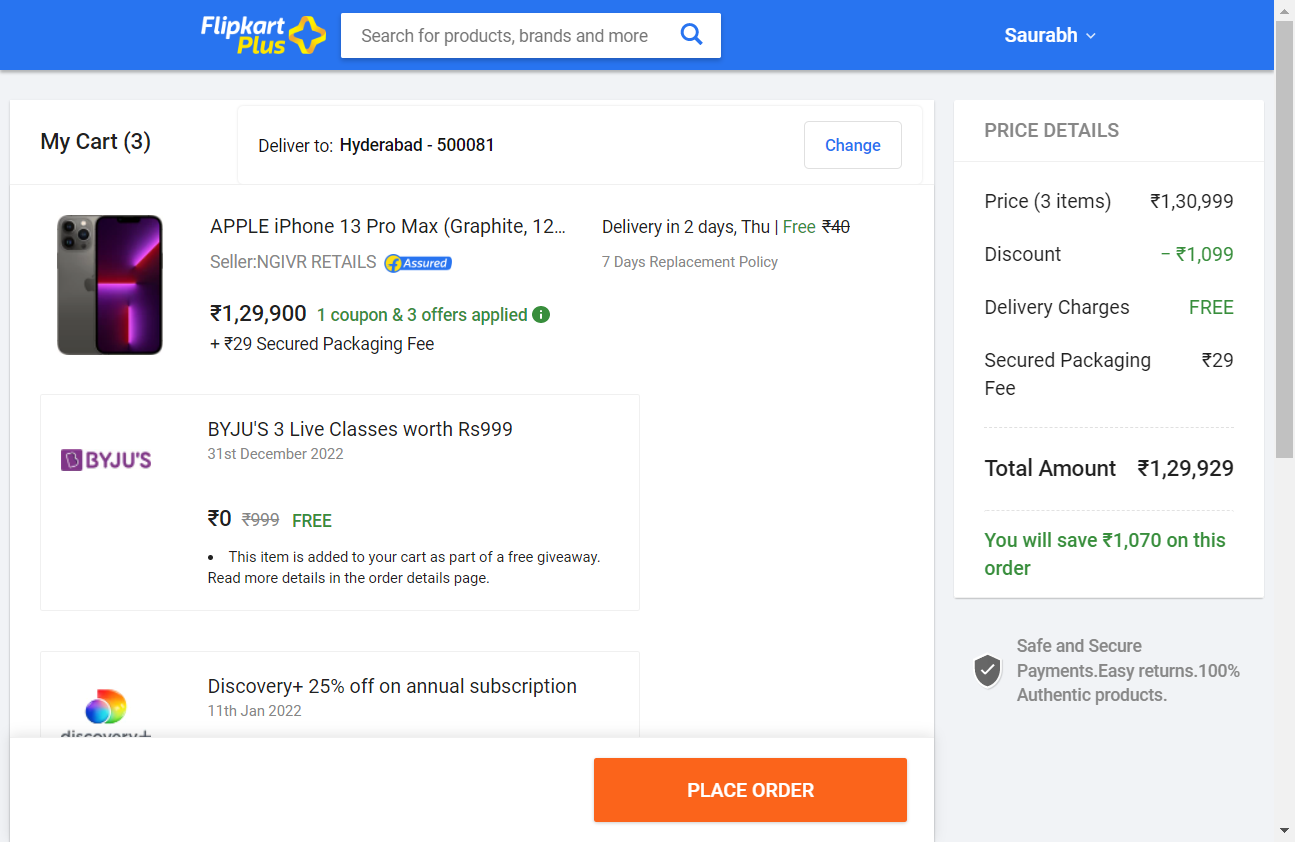 Flipkart
Plus
Search for products, brands and more
Saurabh
My Cart (3)
Deliver to: Hyderabad - 500081
Change
APPLE iPhone 13 Pro Max (Graphite, 12...
Seller:NGIVR RETAILS
Assured
Delivery in 2 days, Thu | Free ₹40
7 Days Replacement Policy
₹1,29,900 1 coupon & 3 offers applied
+ ₹29 Secured Packaging Fee
BYJU'S
BYJU'S 3 Live Classes worth Rs999
31st December 2022
₹0 ₹999 FREE
• This item is added to your cart as part of a free giveaway.
Read more details in the order details page.
discovery+
Discovery+ 25% off on annual subscription
11th Jan 2022
PLACE ORDER
PRICE DETAILS
Price (3 items) ₹1,30,999
Discount − ₹1,099
Delivery Charges FREE
Secured Packaging ₹29
Fee
Total Amount ₹1,29,929
You will save ₹1,070 on this
order
Safe and Secure
Payments.Easy returns.100%
Authentic products.